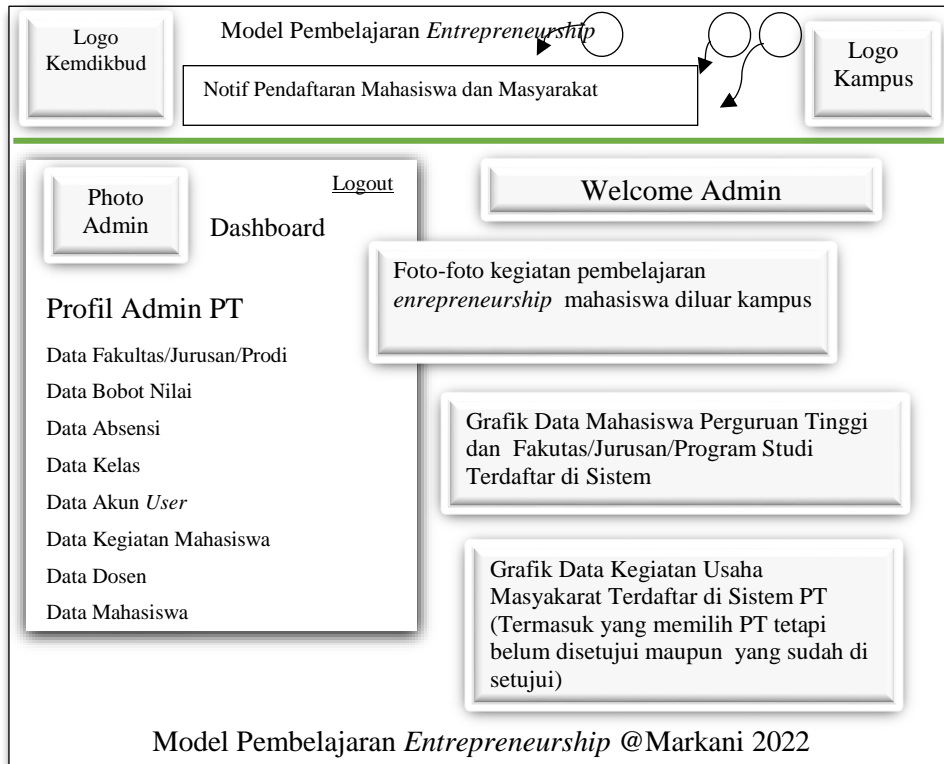 Logo
Kemdikbud
Model Pembelajaran Entrepreneurship
Notif Pendaftaran Mahasiswa dan Masyarakat
Logo
Kampus
Photo
Admin
Logout
Dashboard
Profil Admin PT
Data Fakultas/Jurusan/Prodi
Data Bobot Nilai
Data Absensi
Data Kelas
Data Akun User
Data Kegiatan Mahasiswa
Data Dosen
Data Mahasiswa
Welcome Admin
Foto-foto kegiatan pembelajaran
enrepreneurship mahasiswa diluar kampus
Grafik Data Mahasiswa Perguruan Tinggi
dan Fakutas/Jurusan/Program Studi
Terdaftar di Sistem
Grafik Data Kegiatan Usaha
Masyakarat Terdaftar di Sistem PT
(Termasuk yang memilih PT tetapi
belum disetujui maupun yang sudah di
setujui)
Model Pembelajaran Entrepreneurship @Markani 2022